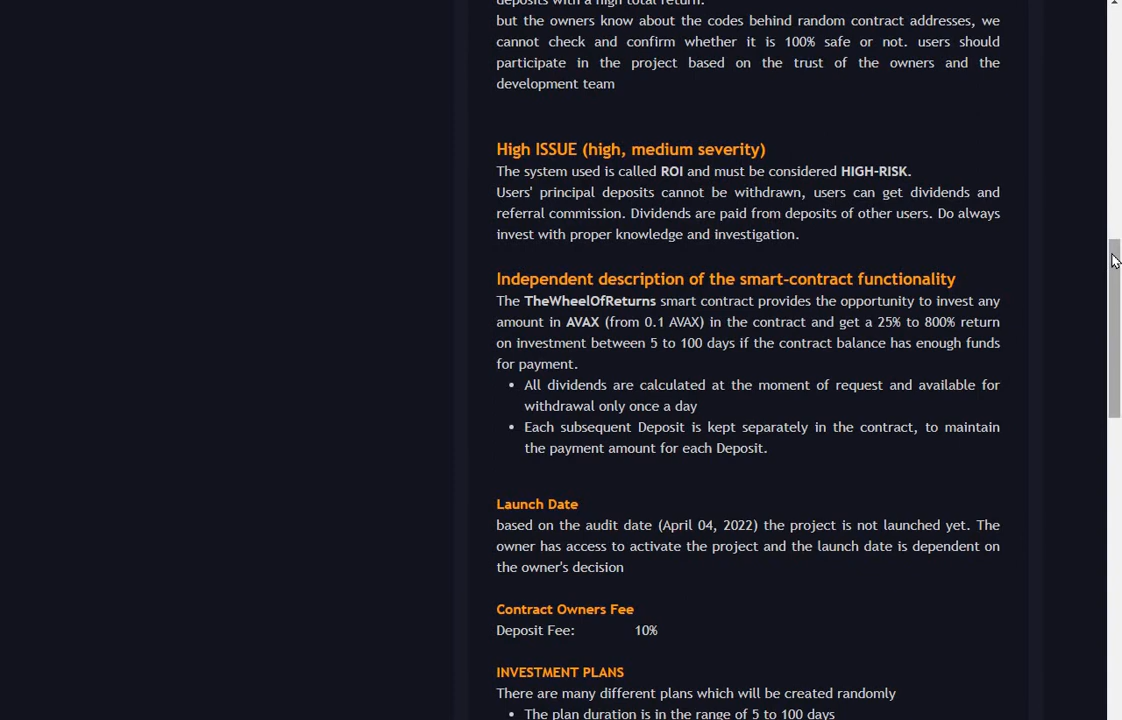 deposits with a high total return.
but the owners know about the codes behind random contract addresses, we
cannot check and confirm whether it is 100% safe or not. users should
participate in the project based on the trust of the owners and the
development team
High ISSUE (high, medium severity)
The system used is called ROI and must be considered HIGH-RISK.
Users' principal deposits cannot be withdrawn, users can get dividends and
referral commission. Dividends are paid from deposits of other users. Do always
invest with proper knowledge and investigation.
Independent description of the smart-contract functionality
The TheWheelOfReturns smart contract provides the opportunity to invest any
amount in AVAX (from 0.1 AVAX) in the contract and get a 25% to 800% return
on investment between 5 to 100 days if the contract balance has enough funds
for payment.
• All dividends are calculated at the moment of request and available for
withdrawal only once a day
• Each subsequent Deposit is kept separately in the contract, to maintain
the payment amount for each Deposit.
Launch Date
based on the audit date (April 04, 2022) the project is not launched yet. The
owner has access to activate the project and the launch date is dependent on
the owner's decision
Contract Owners Fee
Deposit Fee: 10%
INVESTMENT PLANS
There are many different plans which will be created randomly
• The plan duration is in the range of 5 to 100 days